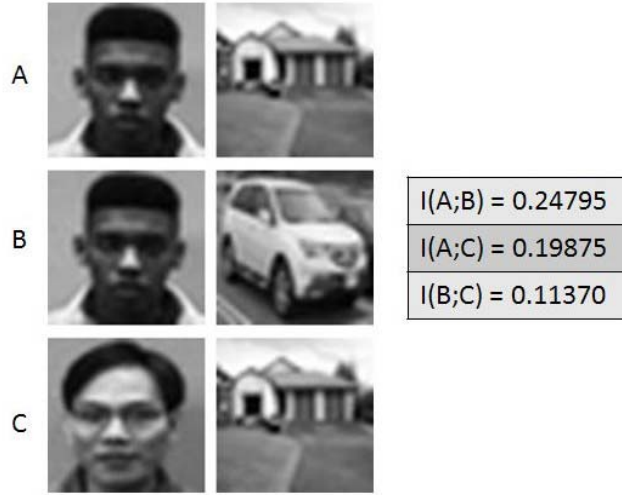 A
B
I(A;B) = 0.24795
I(A;C) = 0.19875
I(B;C) = 0.11370
C